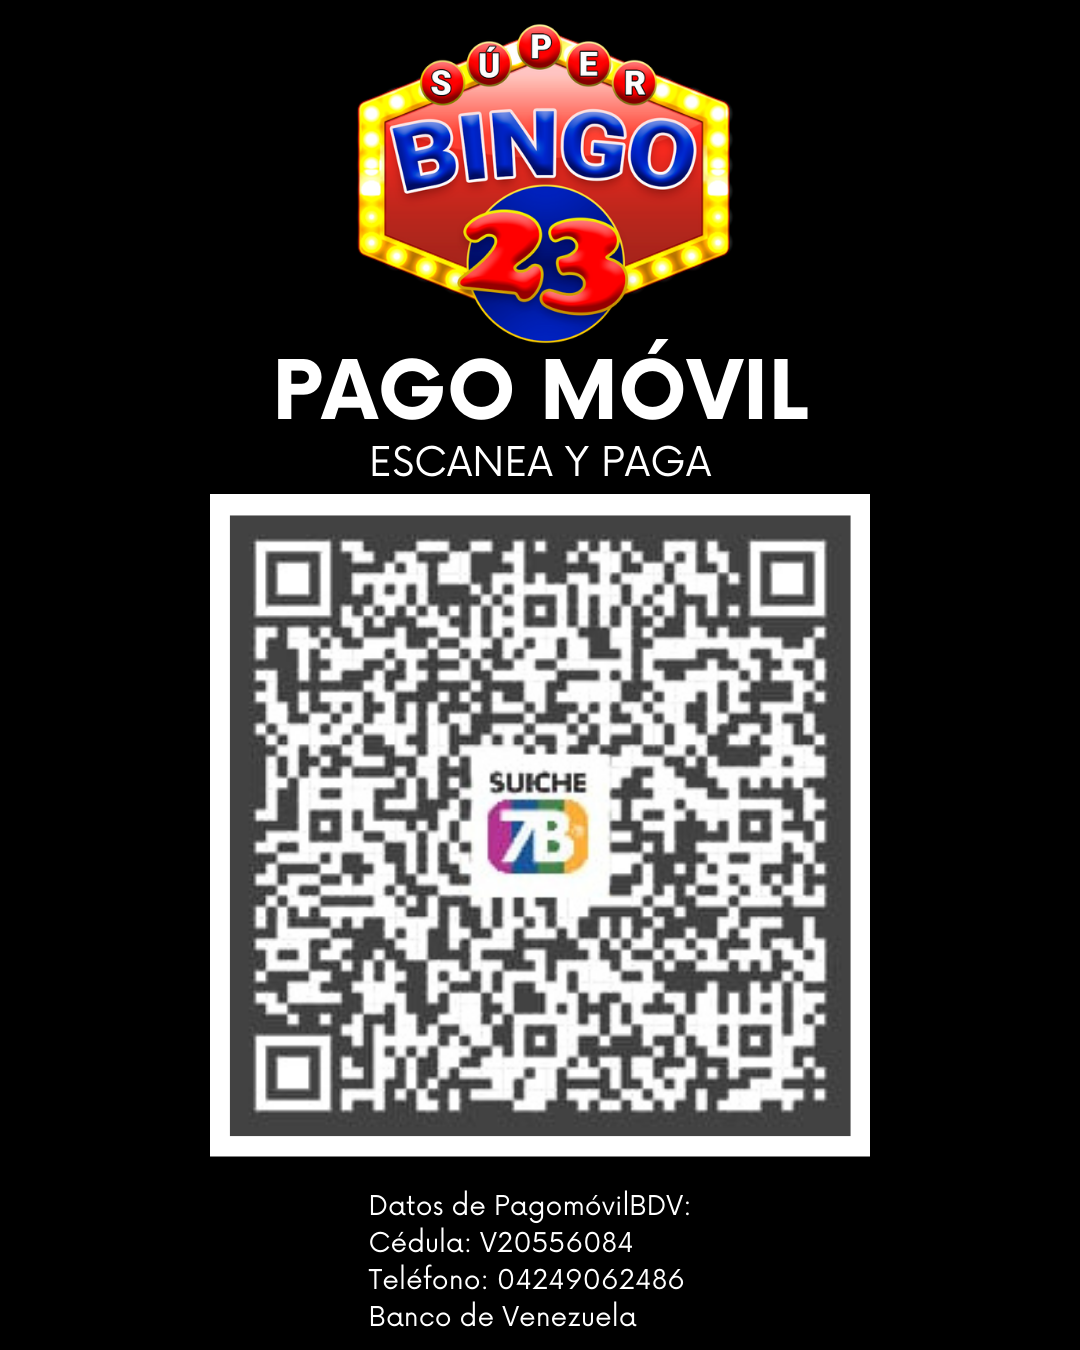 SÚPER
BINGO
23
PAGO MÓVIL
ESCANEA Y PAGA
SUICHE
7B
Datos de PagomóvilBDV:
Cédula: V20556084
Teléfono: 04249062486
Banco de Venezuela